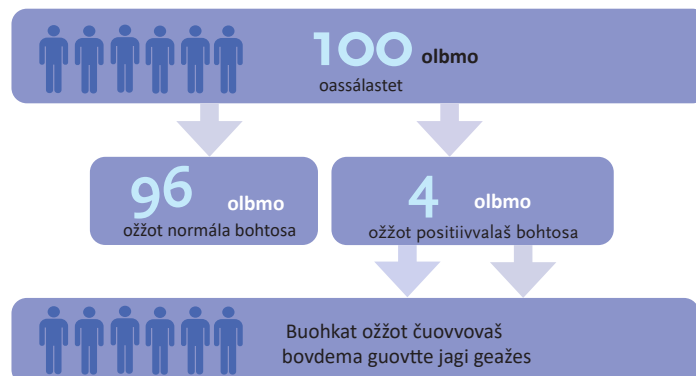 100 olbmo
oassálastet
96 olbmo
ožžot normála bohtosa
4 olbmo
ožžot positiivvalaš bohtosa
Buohkat ožžot čuovvovaš
bovdema guovtte jagi geažes